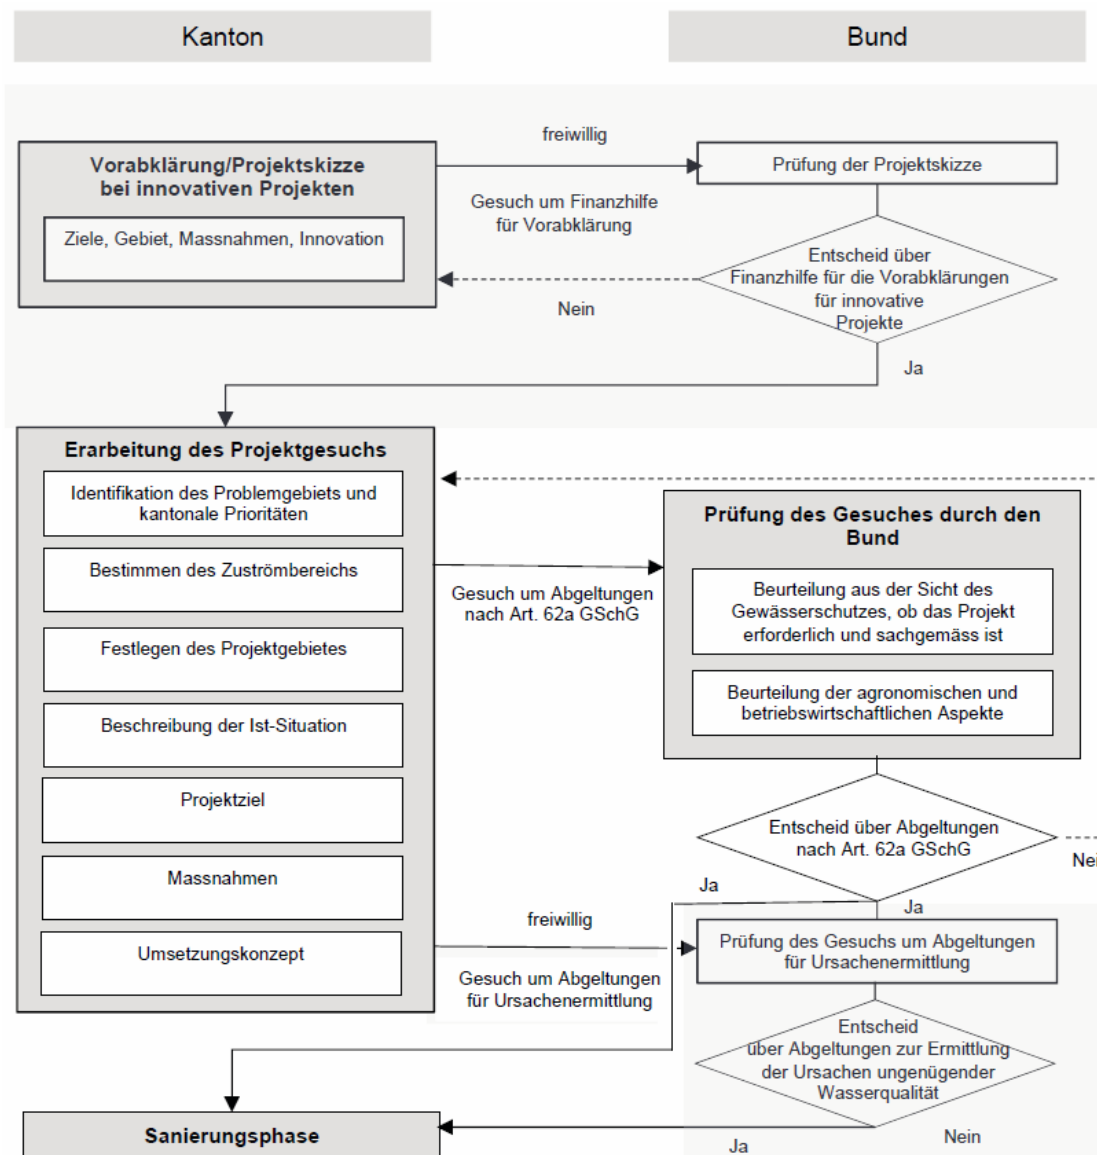 Kanton
Bund
freiwillig
Vorabklärung/Projektskizze
bei innovativen Projekten
Ziele, Gebiet, Massnahmen, Innovation
Gesuch um Finanzhilfe
für Vorabklärung
Prüfung der Projektskizze
Entscheid über
Finanzhilfe für die Vorabklärungen
für innovative
Projekte
Nein
Ja
Erarbeitung des Projektgesuchs
Identifikation des Problemgebiets und
kantonale Prioritäten
Bestimmen des Zuströmbereichs
Festlegen des Projektgebietes
Beschreibung der Ist-Situation
Projektziel
Massnahmen
Umsetzungskonzept
Gesuch um Abgeltungen
nach Art. 62a GSchG
Prüfung des Gesuches durch den
Bund
Beurteilung aus der Sicht des
Gewässerschutzes, ob das Projekt
erforderlich und sachgemäss ist
Beurteilung der agronomischen und
betriebswirtschaftlichen Aspekte
Entscheid über Abgeltungen
nach Art. 62a GSchG
Nei
Ja
Ja
freiwillig
Gesuch um Abgeltungen
für Ursachenermittlung
Prüfung des Gesuchs um Abgeltungen
für Ursachenermittlung
Entscheid
über Abgeltungen zur Ermittlung
der Ursachen ungenügender
Wasserqualität
Nein
Ja
Sanierungsphase